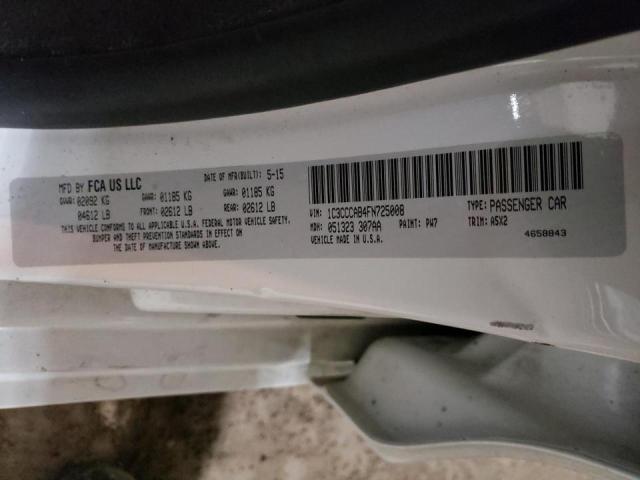 MFD BY FCA US LLC
DATE OF MFR(BUILT): 5-15
GVWR: 02092 KG GAWR: 01185 KG GAWR: 01185 KG
04612 LB FRONT: 02612 LB REAR: 02612 LB
THIS VEHICLE CONFORMS TO ALL APPLICABLE U.S.A. FEDERAL MOTOR VEHICLE SAFETY,
BUMPER AND THEFT PREVENTION STANDARDS IN EFFECT ON
THE DATE OF MANUFACTURE SHOWN ABOVE.
VIN: 1C3CCCAB4FN725008 TYPE: PASSENGER CAR
MDH: 051323 307AA PAINT: PW7 TRIM: A5X2
VEHICLE MADE IN U.S.A. 4658843